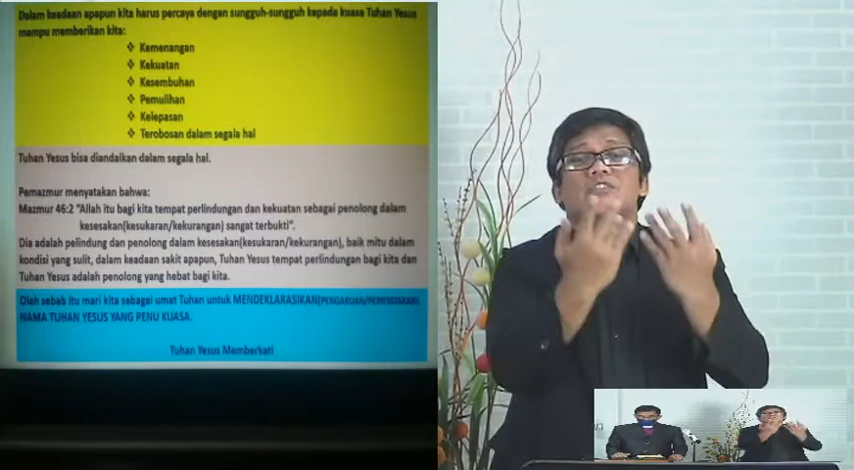 Dalam keadaan apapun kita harus percaya dengan sungguh-sungguh kepada kuasa Tuhan Yesus
mampu memberikan kita:
❖ Kemenangan
❖ Kekuatan
❖ Kesembuhan
❖ Pemulihan
❖ Kelepasan
❖ Terobosan dalam segala hal
Tuhan Yesus bisa diandalkan dalam segala hal.
Pemazmur menyatakan bahwa:
Mazmur 46:2 "Allah itu bagi kita tempat perlindungan dan kekuatan sebagai penolong dalam
kesesakan(kesukaran/kekurangan) sangat terbukti".
Dia adalah pelindung dan penolong dalam kesesakan(kesukaran/kekurangan), baik mitu dalam
kondisi yang sulit, dalam keadaan sakit apapun, Tuhan Yesus tempat perlindungan bagi kita dan
Tuhan Yesus adalah penolong yang hebat bagi kita.
Oleh sebab itu mari kita sebagai umat Tuhan untuk MENDEKLARASIKAN
NAMA TUHAN YESUS YANG PENU KUASA.
Tuhan Yesus Memberkati